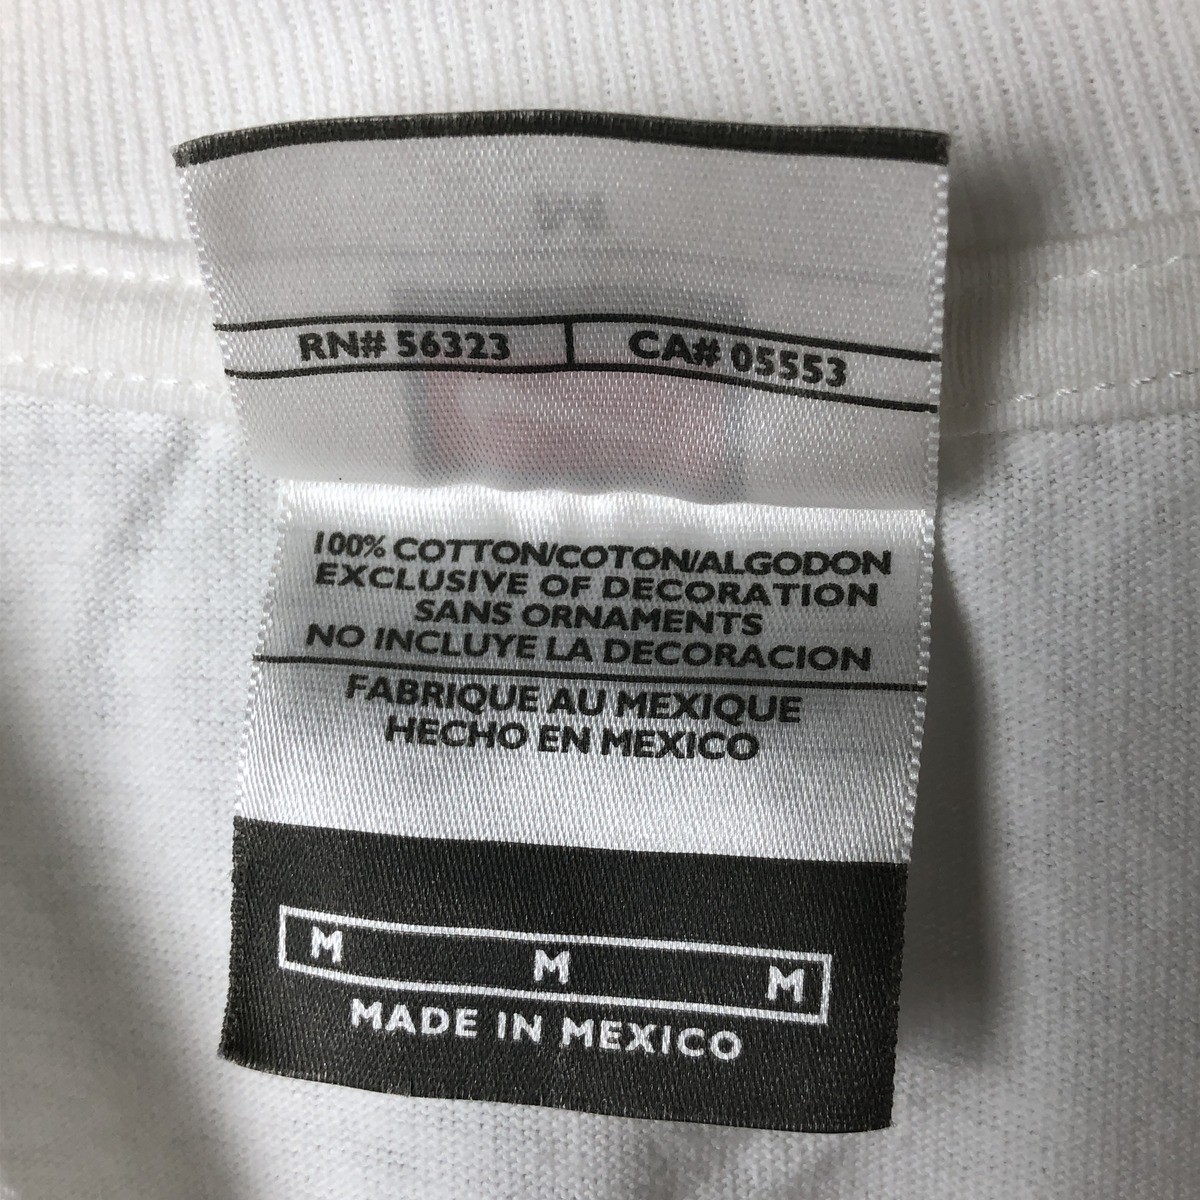 RN# 56323 CA# 05553
100% COTTON/COTON/ALGODON
EXCLUSIVE OF DECORATION
SANS ORNAMENTS
NO INCLUYE LA DECORACION
FABRIQUE AU MEXIQUE
HECHO EN MEXICO
M M M
MADE IN MEXICO